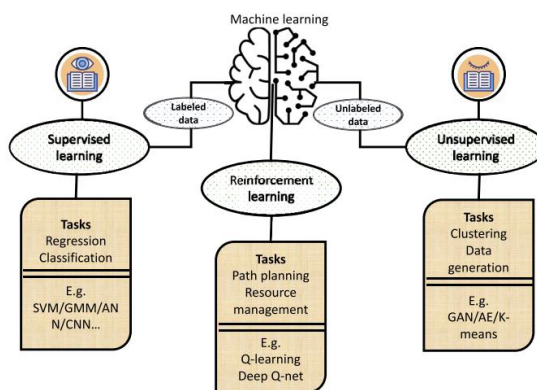 Machine learning
Labeled
data
Unlabeled
data
Supervised
learning
Reinforcement
learning
Unsupervised
learning
Tasks
Regression
Classification
E.g.
SVM/GMM/AN
N/CNN...
Tasks
Path planning
Resource
management
E.g.
Q-learning
Deep Q-net
Tasks
Clustering
Data
generation
E.g.
GAN/AE/K-
means